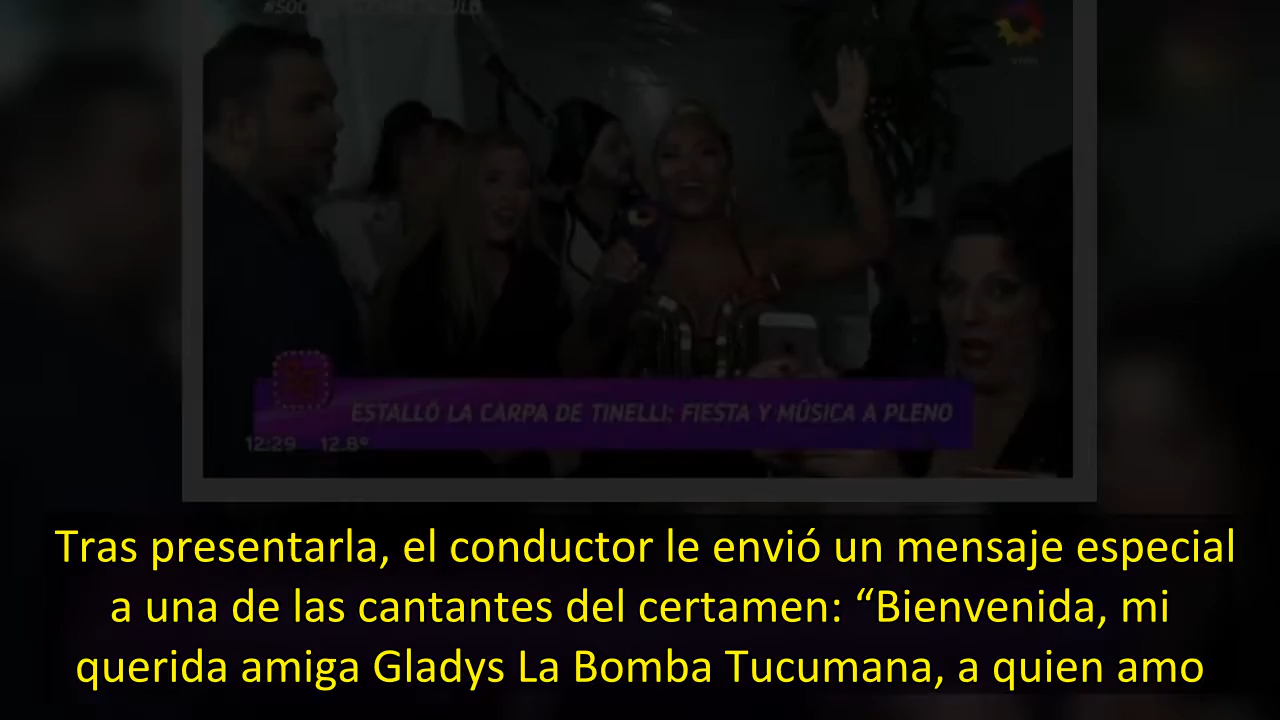 ESTALLÓ LA CARPA DE TINELLI: FIESTA Y MÚSICA A PLENO
12:29 12.8°
Tras presentarla, el conductor le envió un mensaje especial
a una de las cantantes del certamen: “Bienvenida, mi
querida amiga Gladys La Bomba Tucumana, a quien amo